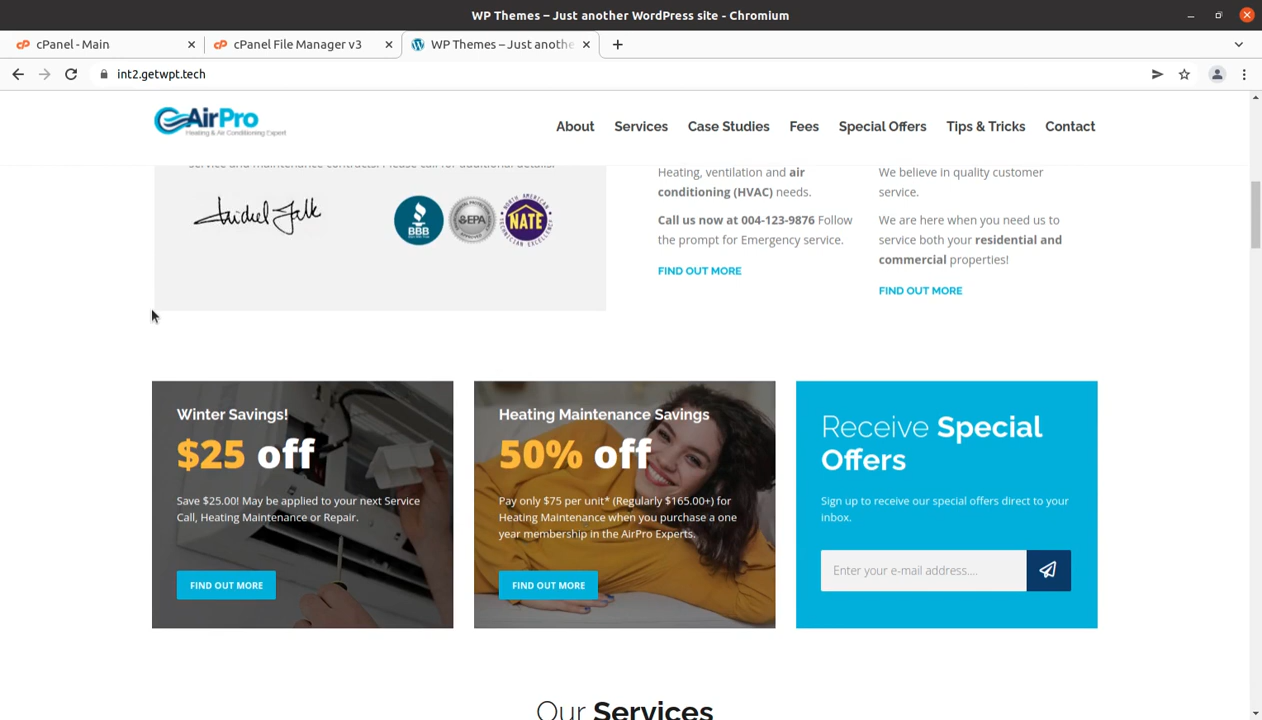 WP Themes – Just another WordPress site - Chromium
cPanel - Main
cPanel File Manager v3
WP Themes – Just anothe
int2.getwpt.tech
AirPro
Heating & Air Conditioning Expert
About
Services
Case Studies
Fees
Special Offers
Tips & Tricks
Contact
service and maintenance contracts. Please call for additional details.
BBB
SEPA
NORTH AMERICAN
NATE
TECHNICIAN EXCELLENCE
Heating, ventilation and air
conditioning (HVAC) needs.
Call us now at 004-123-9876 Follow
the prompt for Emergency service.
FIND OUT MORE
We believe in quality customer
service.
We are here when you need us to
service both your residential and
commercial properties!
FIND OUT MORE
Winter Savings!
$25 off
Save $25.00! May be applied to your next Service
Call, Heating Maintenance or Repair.
FIND OUT MORE
Heating Maintenance Savings
50% off
Pay only $75 per unit* (Regularly $165.00+) for
Heating Maintenance when you purchase a one
year membership in the AirPro Experts.
FIND OUT MORE
Receive Special
Offers
Sign up to receive our special offers direct to your
inbox.
Enter your e-mail address....
Our Services